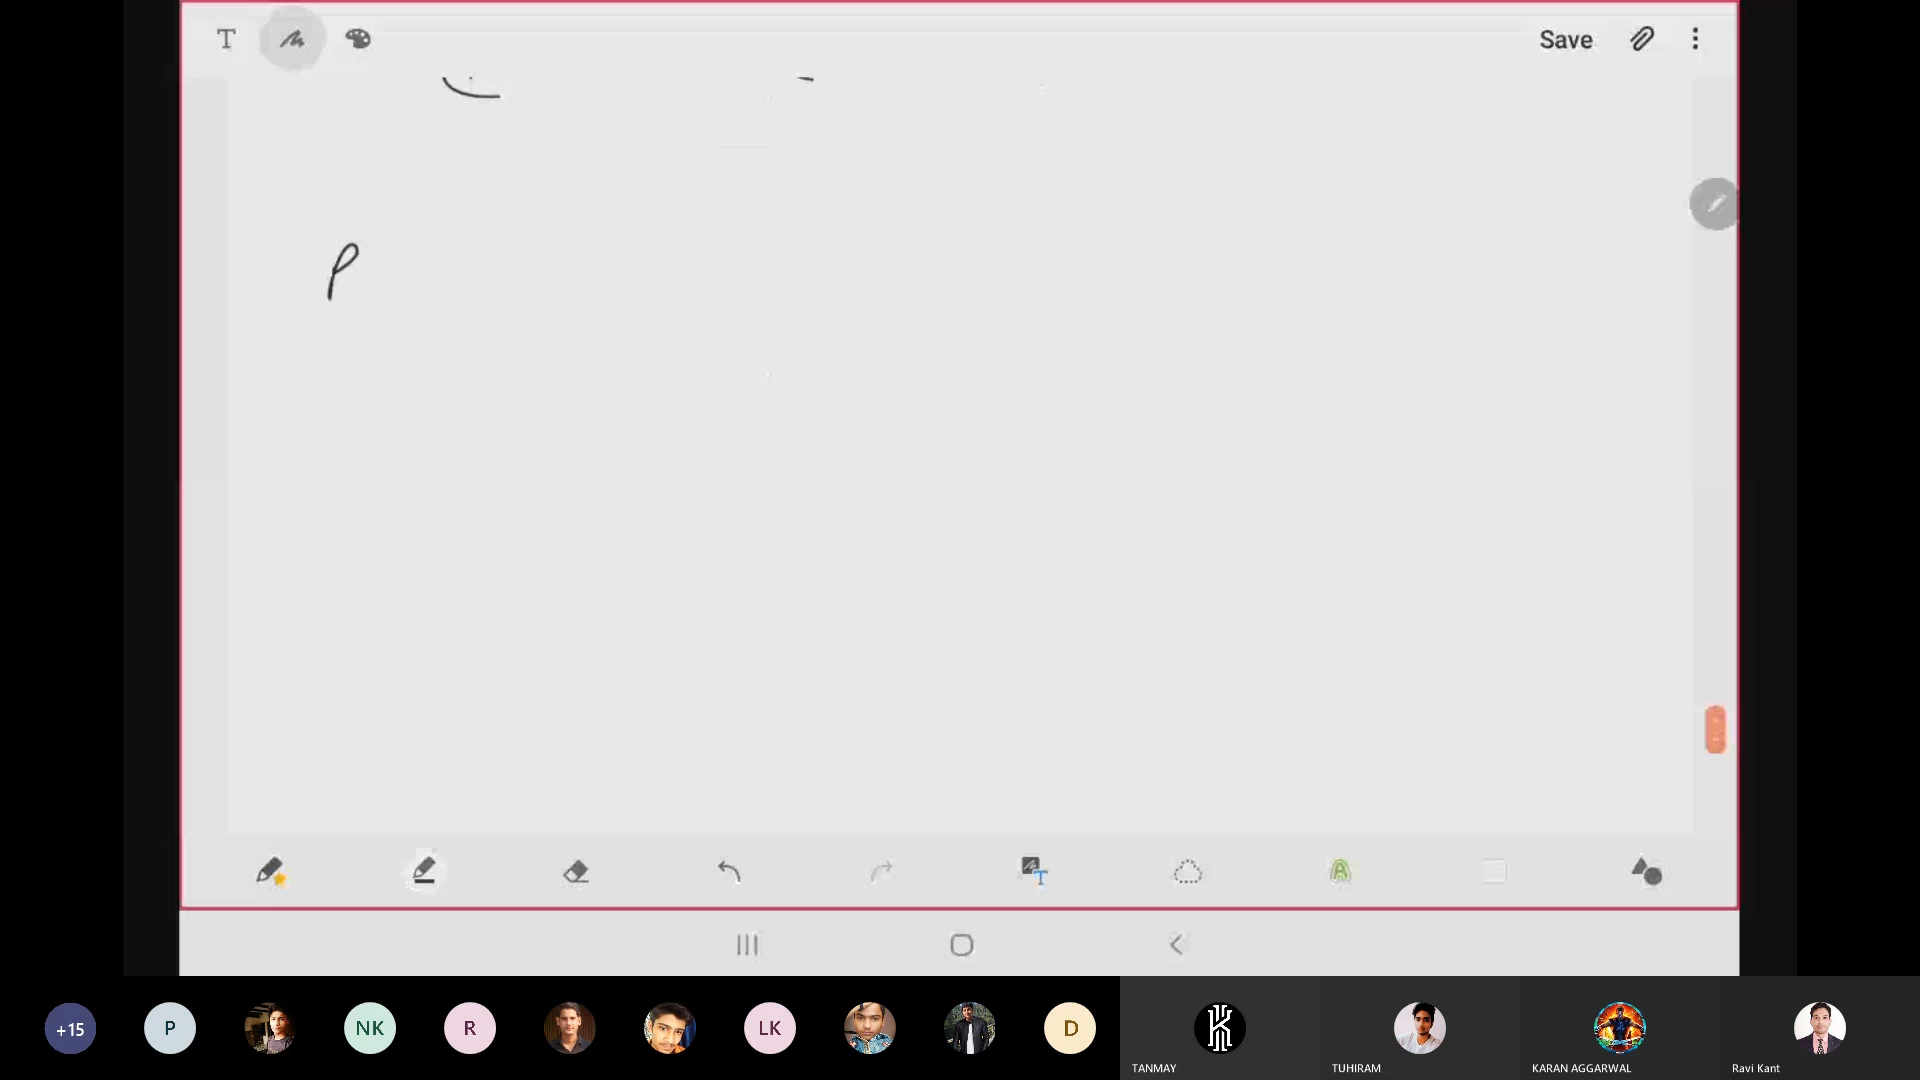 T Save
P
T
A
+15 P NK R LK D
TANMAY TUHIRAM KARAN AGGARWAL Ravi Kant